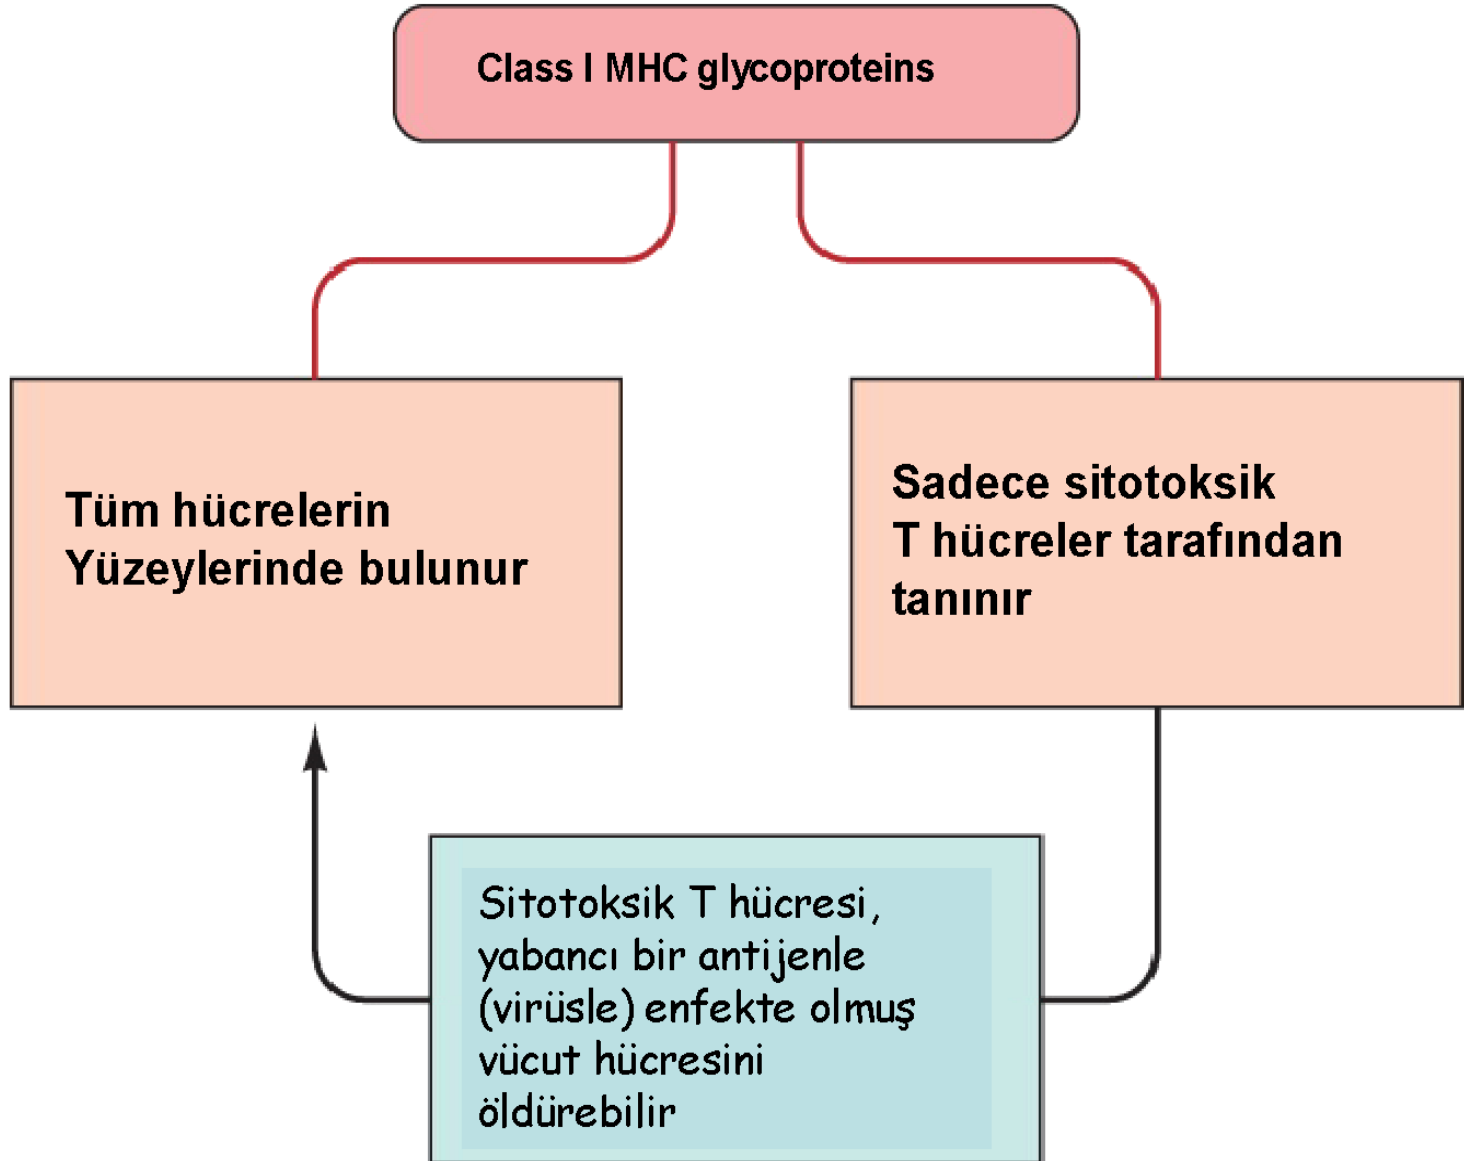 Class I MHC glycoproteins
Tüm hücrelerin
Yüzeylerinde bulunur
Sadece sitotoksik
T hücreler tarafından
tanınır
Sitotoksik T hücresi,
yabancı bir antijenle
(virüsle) enfekte olmuş
vücut hücresini
öldürebilir